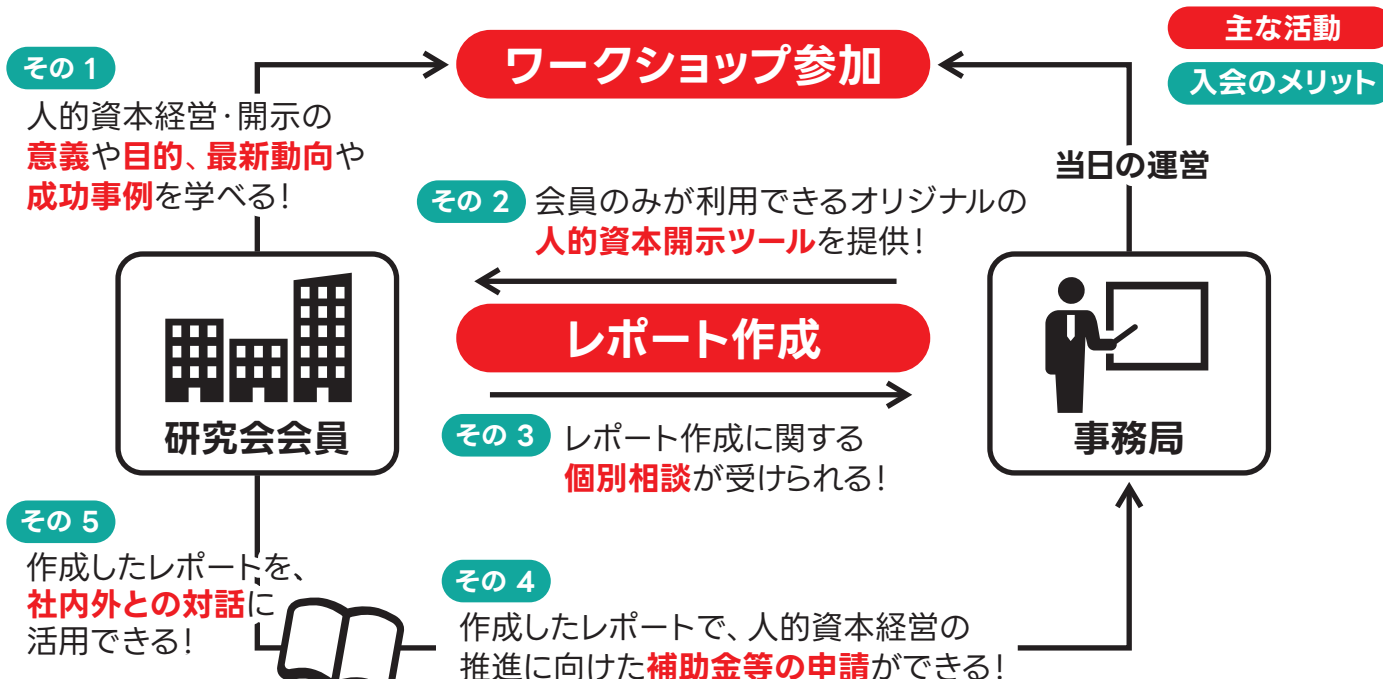 主な活動
入会のメリット
ワークショップ参加
その 1
人的資本経営・開示の
意義や目的、最新動向や
成功事例を学べる！
当日の運営
その 2
会員のみが利用できるオリジナルの
人的資本開示ツールを提供！
レポート作成
研究会会員
事務局
その 3
レポート作成に関する
個別相談が受けられる！
その 5
作成したレポートを、
社内外との対話に
活用できる！
その 4
作成したレポートで、人的資本経営の
推進に向けた補助金等の申請ができる！